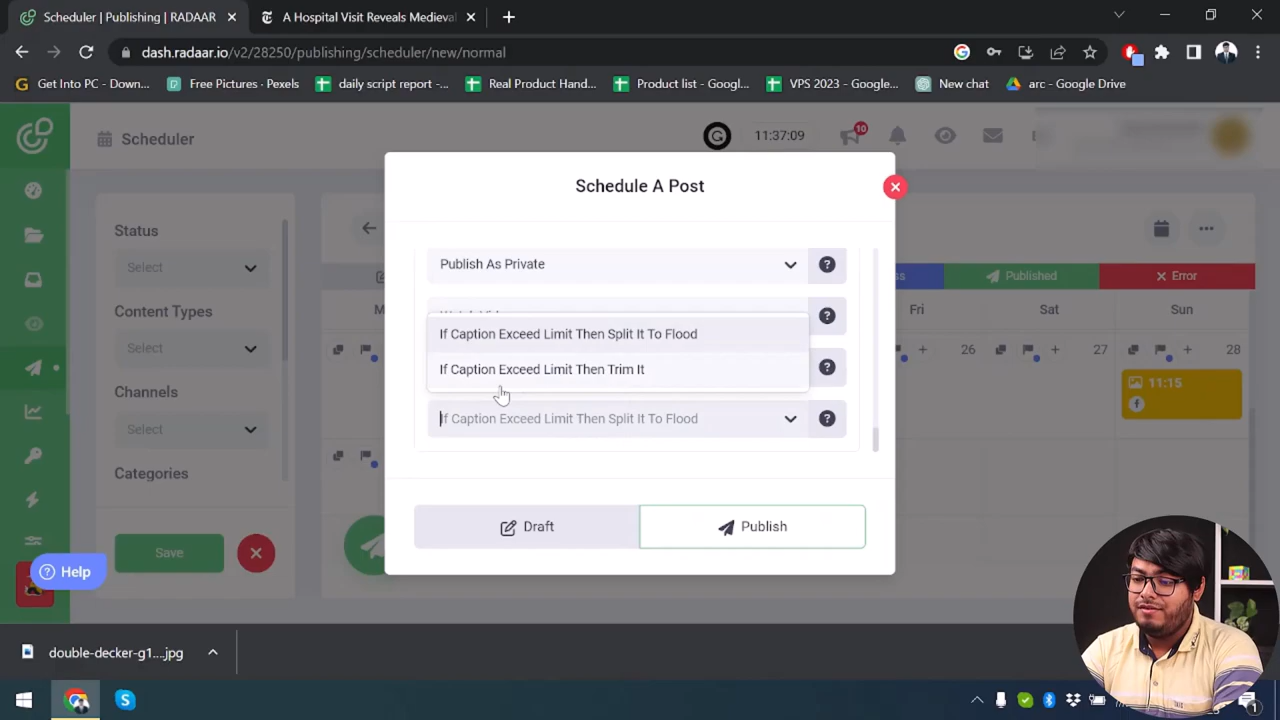 Scheduler | Publishing | RADAAR
A Hospital Visit Reveals Medieval
dash.radaar.io/v2/28250/publishing/scheduler/new/normal
Get Into PC - Down...
Free Pictures - Pexels
daily script report -...
Real Product Hand...
Product list - Googl...
VPS 2023 - Google...
New chat
arc - Google Drive
Scheduler
11:37:09
10
Schedule A Post
Status
Select
Content Types
Select
Channels
Select
Categories
Save
Help
Publish As Private
If Caption Exceed Limit Then Split It To Flood
If Caption Exceed Limit Then Trim It
If Caption Exceed Limit Then Split It To Flood
Draft
Publish
Published
Error
Fri
Sat
Sun
26
27
28
11:15
double-decker-g1....jpg
1